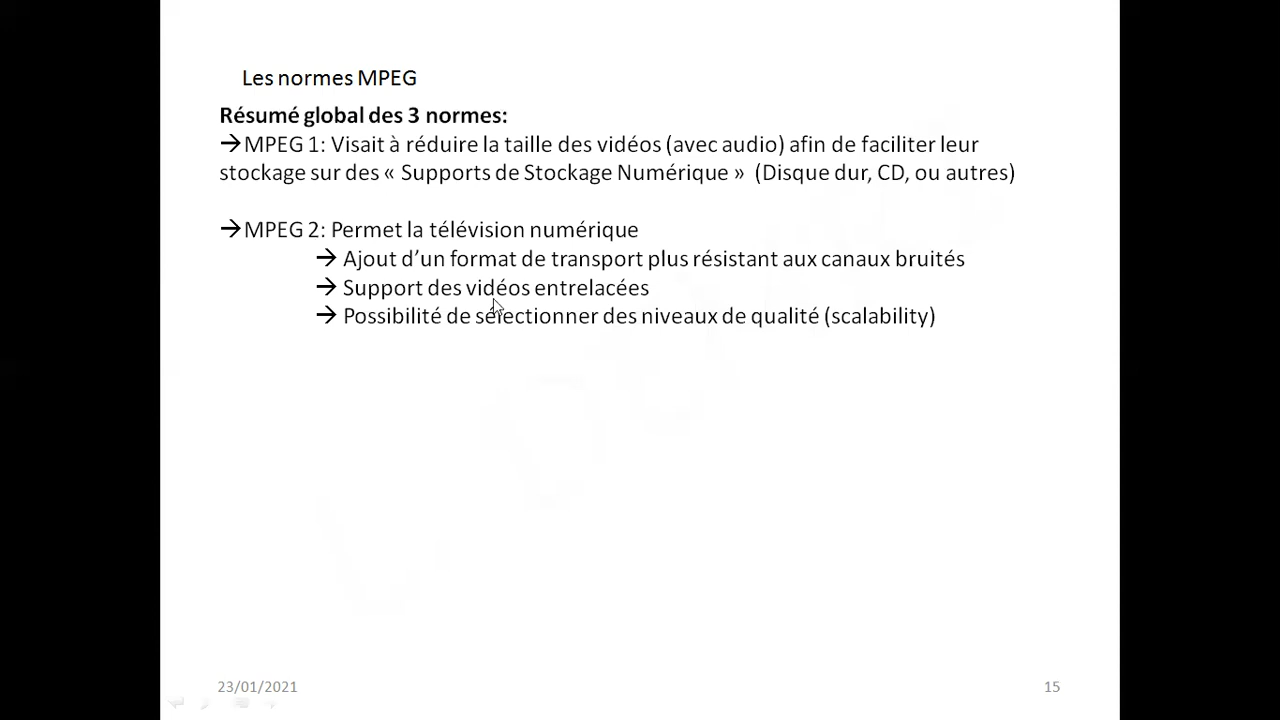 Les normes MPEG
Résumé global des 3 normes:
→MPEG 1: Visait à réduire la taille des vidéos (avec audio) afin de faciliter leur
stockage sur des « Supports de Stockage Numérique »  (Disque dur, CD, ou autres)
→MPEG 2: Permet la télévision numérique
→ Ajout d’un format de transport plus résistant aux canaux bruités
→ Support des vidéos entrelacées
→ Possibilité de sélectionner des niveaux de qualité (scalability)
23/01/2021
15